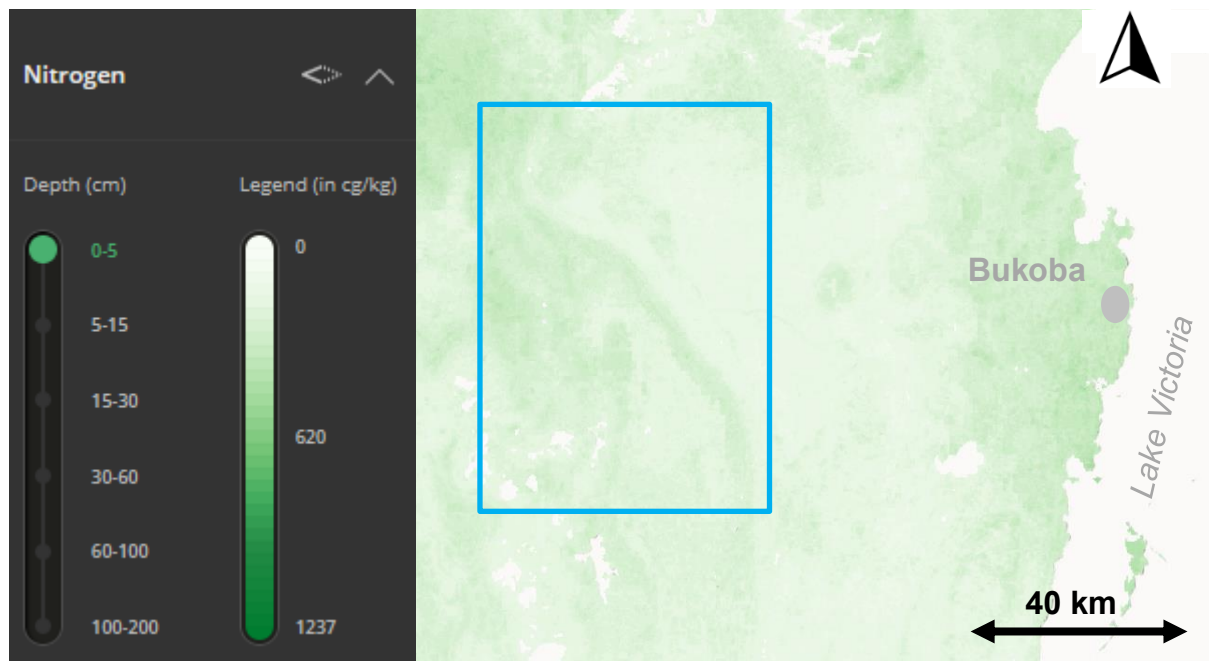 Nitrogen
Depth (cm)
Legend (in cg/kg)
0-5
5-15
15-30
30-60
60-100
100-200
0
620
1237
Bukoba
Lake Victoria
40 km